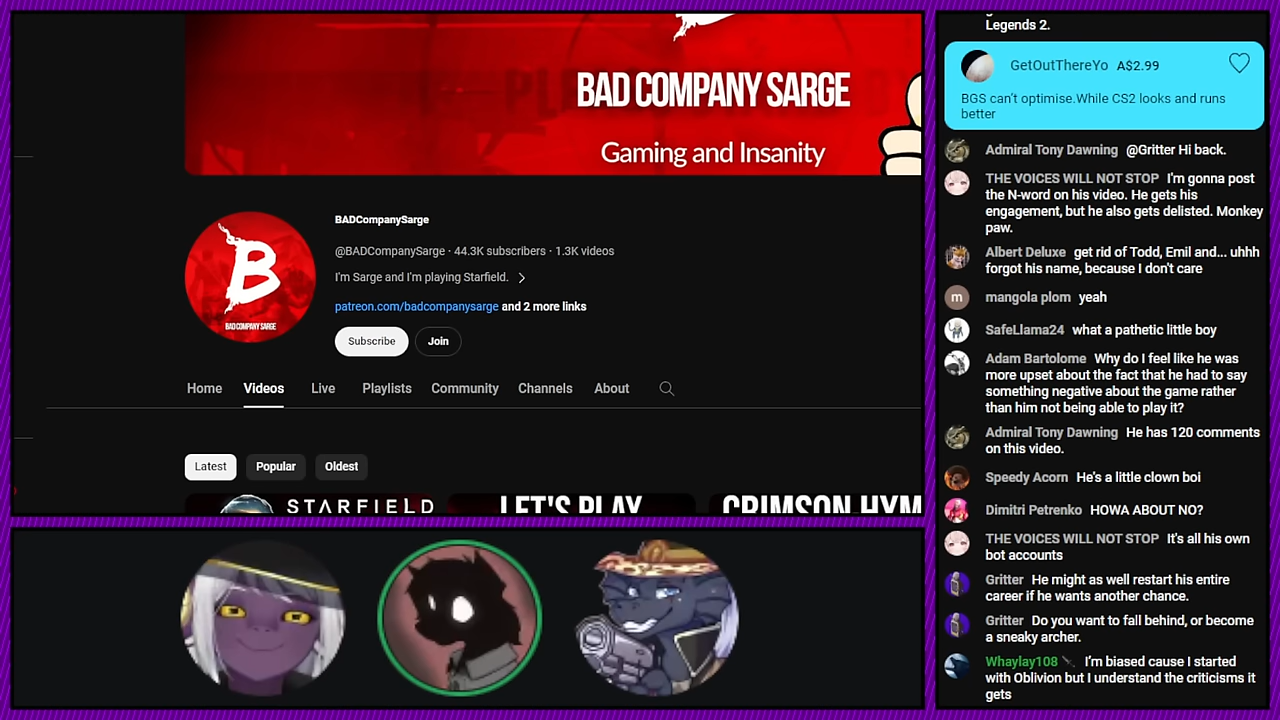 BAD COMPANY SARGE
Gaming and Insanity
B
BAD COMPANY SARGE
BADCompanySarge
@BADCompanySarge · 44.3K subscribers · 1.3K videos
I'm Sarge and I'm playing Starfield.
patreon.com/badcompanysarge and 2 more links
Subscribe Join
Home Videos Live Playlists Community Channels About
Latest Popular Oldest
STARFIELD LET'S PLAY CRIMSON HYM
Legends 2.
GetOutThereYo A$2.99
BGS can't optimise.While CS2 looks and runs
better
Admiral Tony Dawning @Gritter Hi back.
THE VOICES WILL NOT STOP I'm gonna post
the N-word on his video. He gets his
engagement, but he also gets delisted. Monkey
paw.
Albert Deluxe get rid of Todd, Emil and... uhhh
forgot his name, because I don't care
m mangola plom yeah
SafeLlama24 what a pathetic little boy
Adam Bartolome Why do I feel like he was
more upset about the fact that he had to say
something negative about the game rather
than him not being able to play it?
Admiral Tony Dawning He has 120 comments
on this video.
Speedy Acorn He's a little clown boi
Dimitri Petrenko HOWA ABOUT NO?
THE VOICES WILL NOT STOP It's all his own
bot accounts
Gritter He might as well restart his entire
career if he wants another chance.
Gritter Do you want to fall behind, or become
a sneaky archer.
Whaylay108 I'm biased cause I started
with Oblivion but I understand the criticisms it
gets